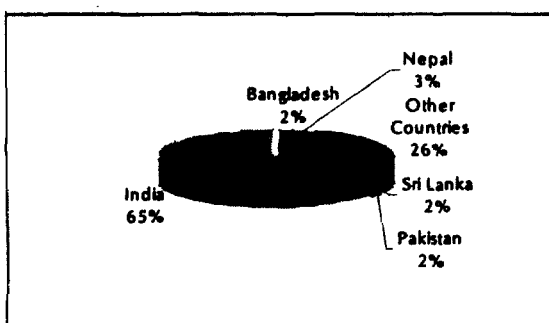 Nepal
3%
Bangladesh
2%
Other
Countries
26%
India
65%
Sri Lanka
2%
Pakistan
2%